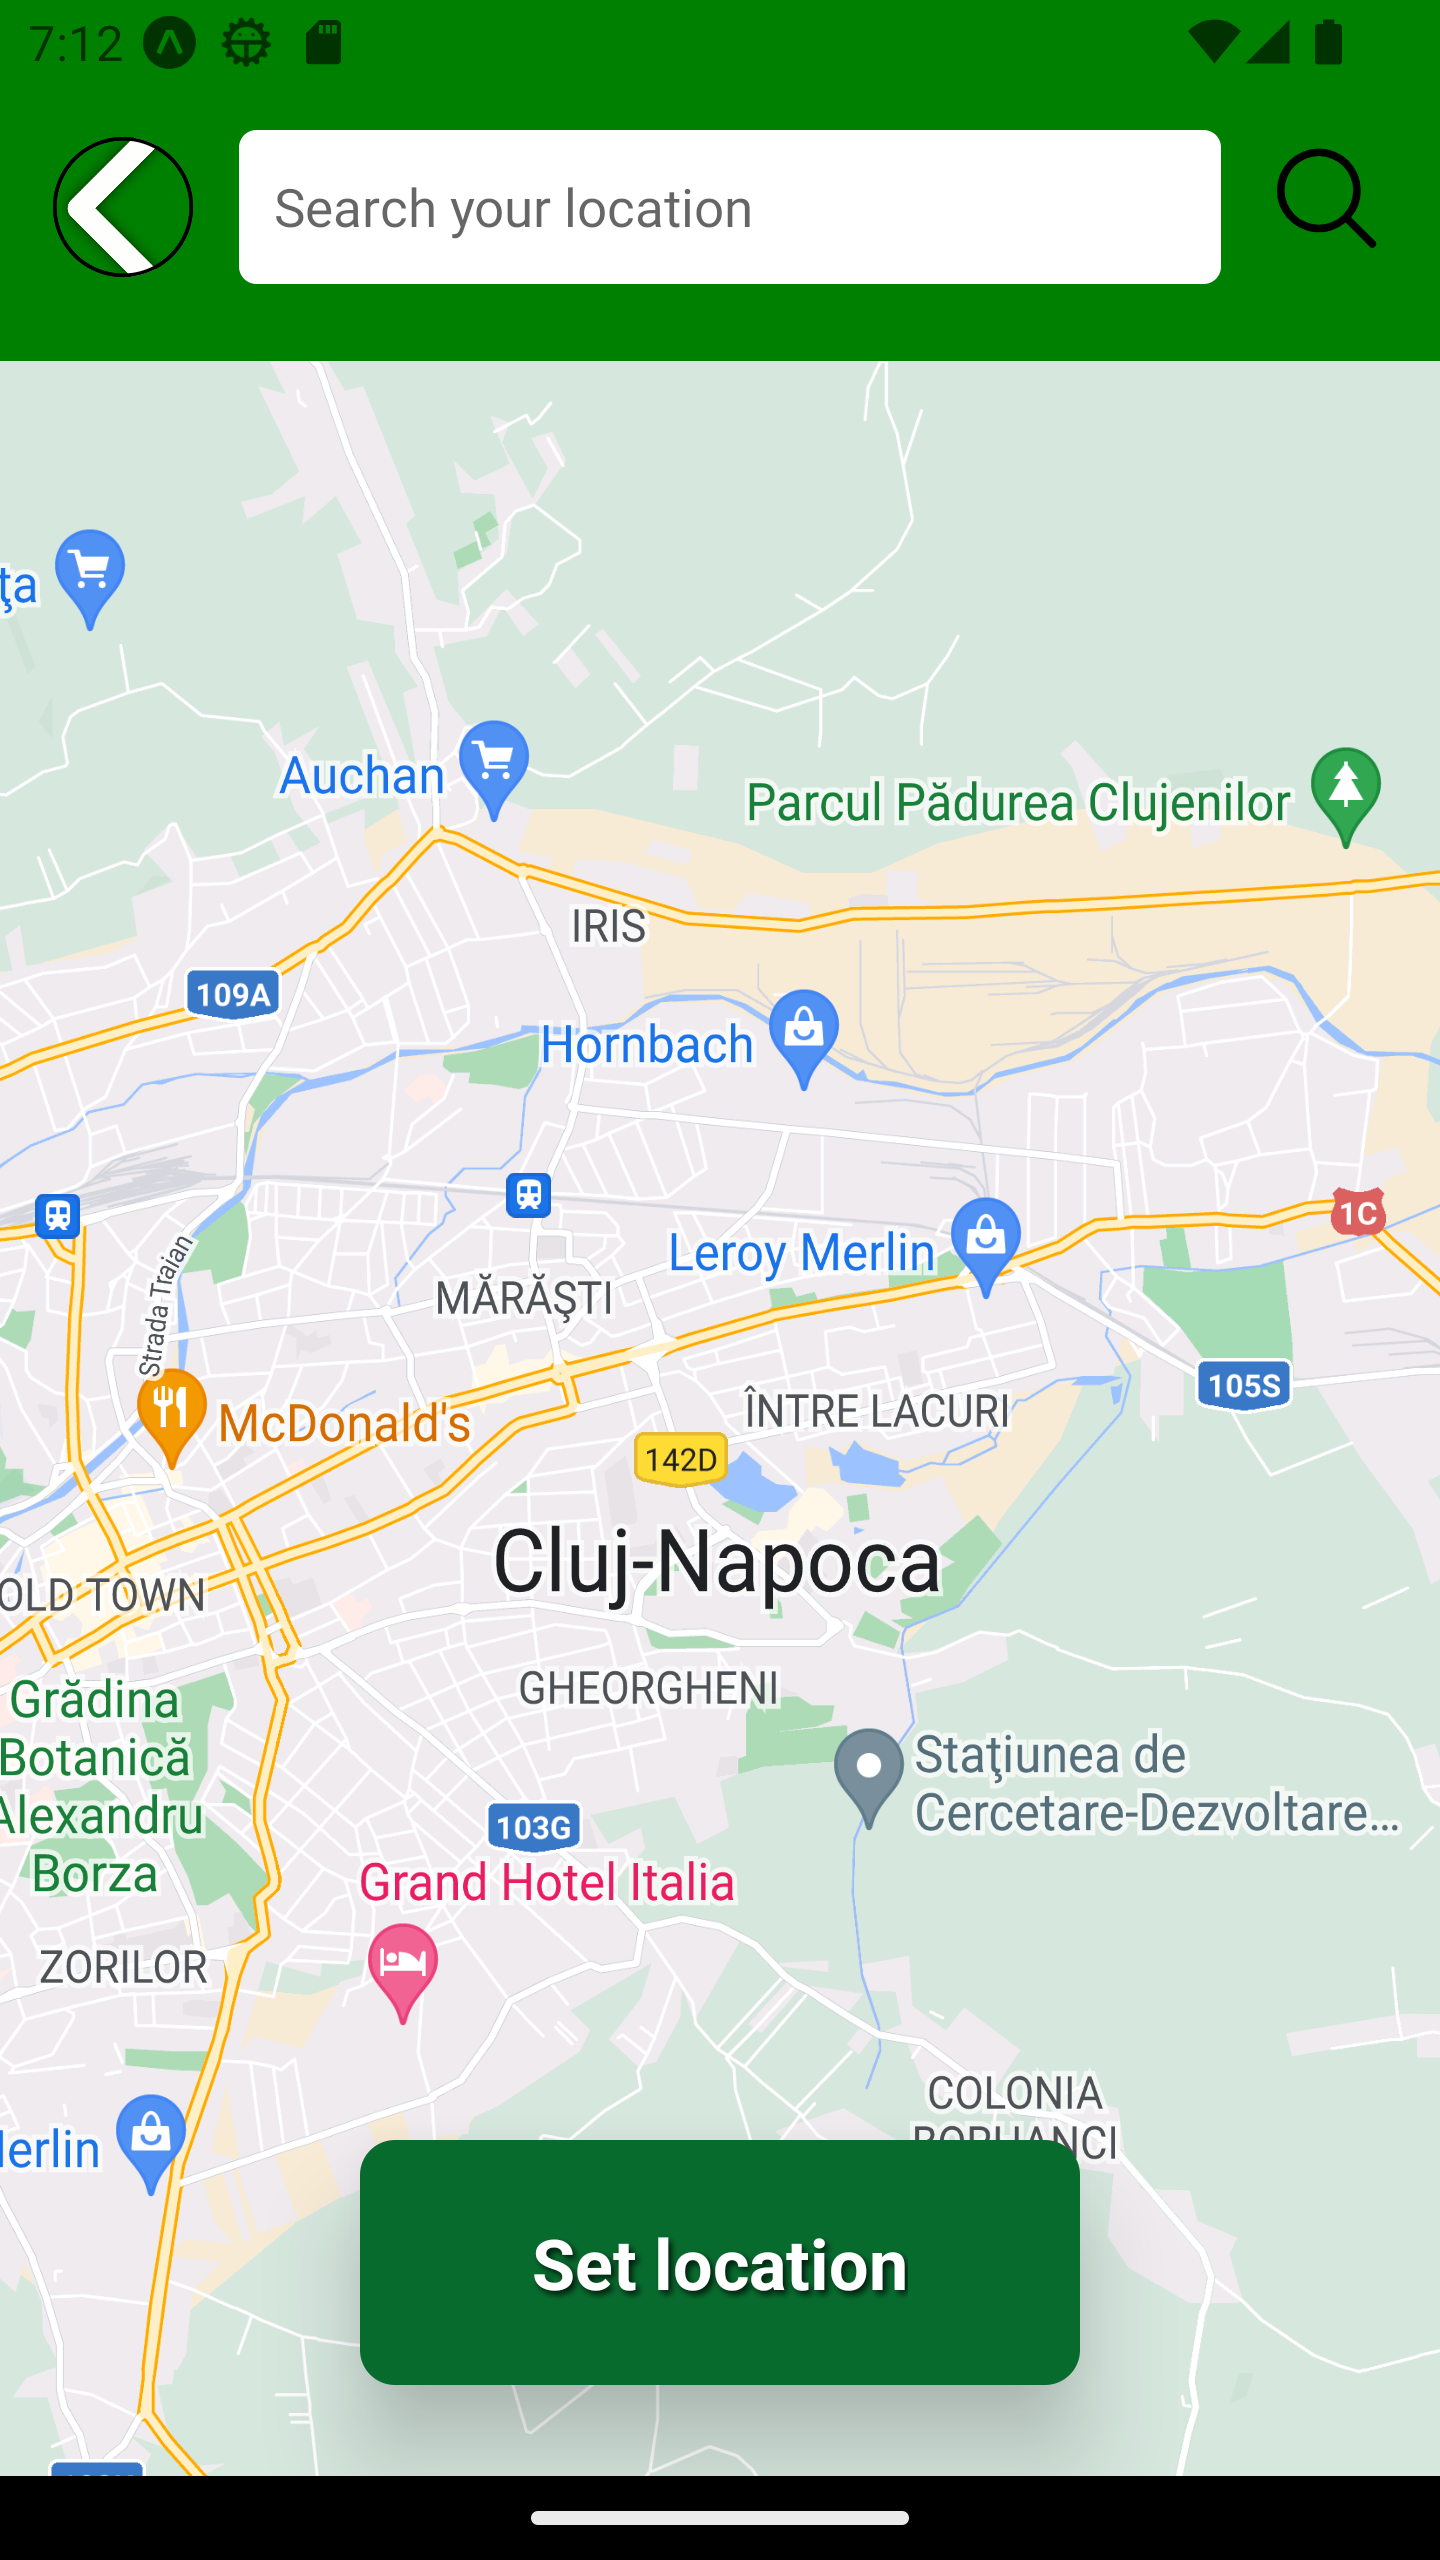 7:12
Search your location
ța
Auchan
Parcul Pădurea Clujenilor
IRIS
109A
Hornbach
1C
Strada Traian
Leroy Merlin
MĂRĂŞTI
105S
McDonald's
ÎNTRE LACURI
142D
Cluj-Napoca
OLD TOWN
GHEORGHENI
Grădina
Botanică
Alexandru
Borza
Staţiunea de
Cercetare-Dezvoltare...
103G
Grand Hotel Italia
ZORILOR
COLONIA
erlin
Set location